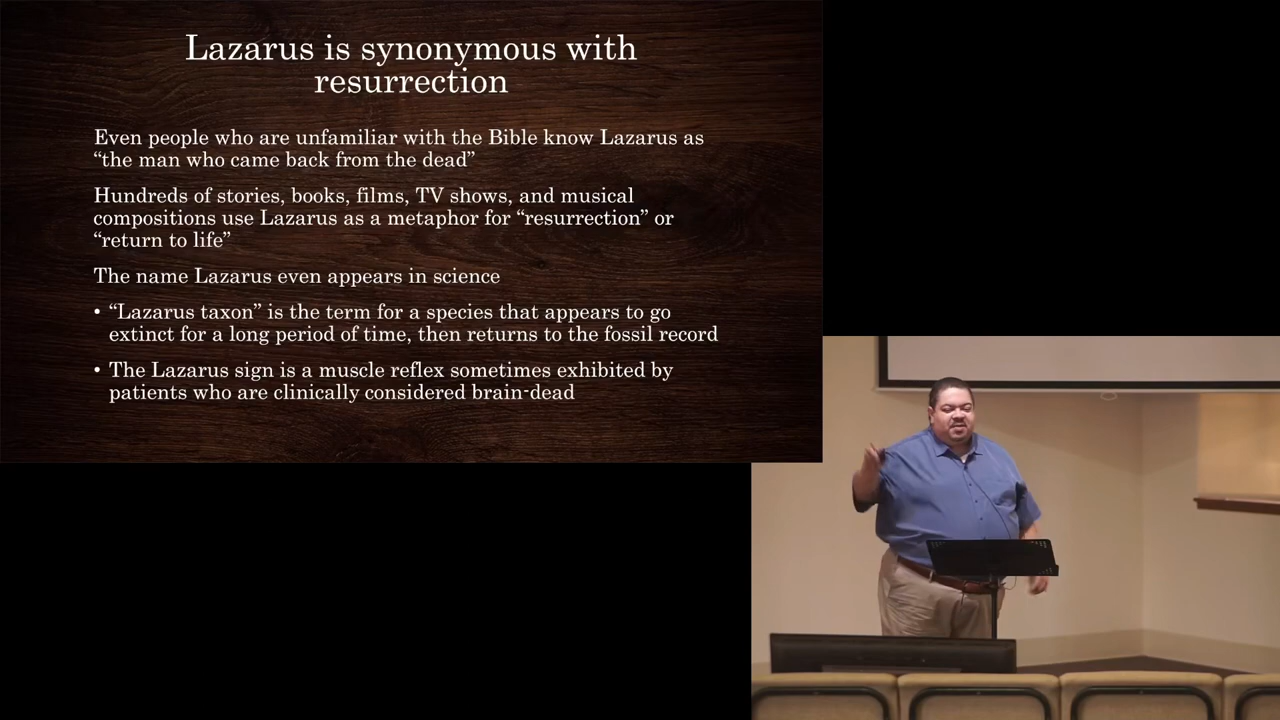 Lazarus is synonymous with
resurrection
Even people who are unfamiliar with the Bible know Lazarus as
“the man who came back from the dead”
Hundreds of stories, books, films, TV shows, and musical
compositions use Lazarus as a metaphor for “resurrection” or
“return to life”
The name Lazarus even appears in science
• “Lazarus taxon” is the term for a species that appears to go
extinct for a long period of time, then returns to the fossil record
• The Lazarus sign is a muscle reflex sometimes exhibited by
patients who are clinically considered brain-dead